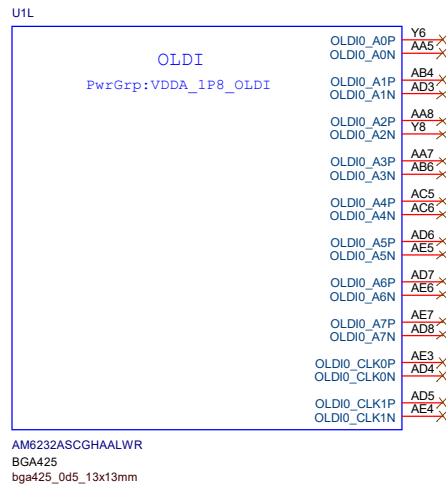 U1L
OLDI
PwrGrp:VDDA_1P8_OLDI
OLDI0_A0P Y6
OLDI0_A0N AA5
OLDI0_A1P AB4
OLDI0_A1N AD3
OLDI0_A2P AA8
OLDI0_A2N Y8
OLDI0_A3P AA7
OLDI0_A3N AB6
OLDI0_A4P AC5
OLDI0_A4N AC6
OLDI0_A5P AD6
OLDI0_A5N AE5
OLDI0_A6P AD7
OLDI0_A6N AE6
OLDI0_A7P AE7
OLDI0_A7N AD8
OLDI0_CLK0P AE3
OLDI0_CLK0N AD4
OLDI0_CLK1P AD5
OLDI0_CLK1N AE4
AM6232ASCGHAALWR
BGA425
bga425_0d5_13x13mm